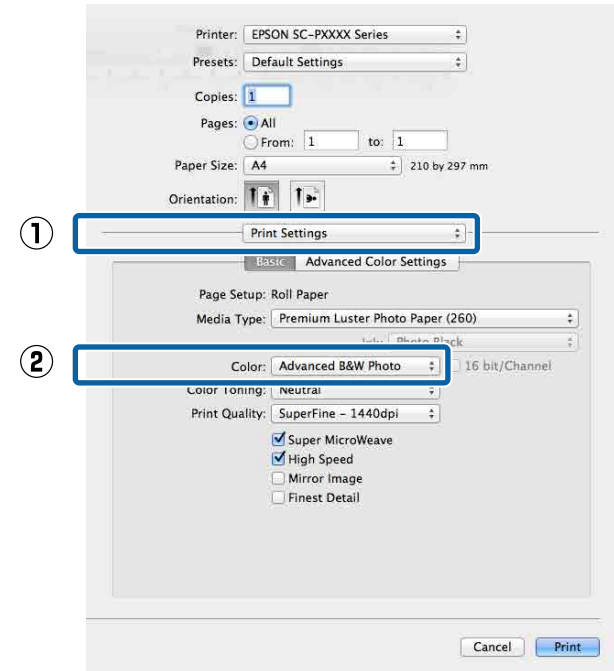 Printer: EPSON SC-PXXXX Series
Presets: Default Settings
Copies: 1
Pages: All
From: 1 to: 1
Paper Size: A4 210 by 297 mm
Orientation:
1 Print Settings
Basic Advanced Color Settings
Page Setup: Roll Paper
Media Type: Premium Luster Photo Paper (260)
Ink: Photo Black
2 Color: Advanced B&W Photo 16 bit/Channel
Color Toning: Neutral
Print Quality: SuperFine - 1440dpi
Super MicroWeave
High Speed
Mirror Image
Finest Detail
Cancel Print